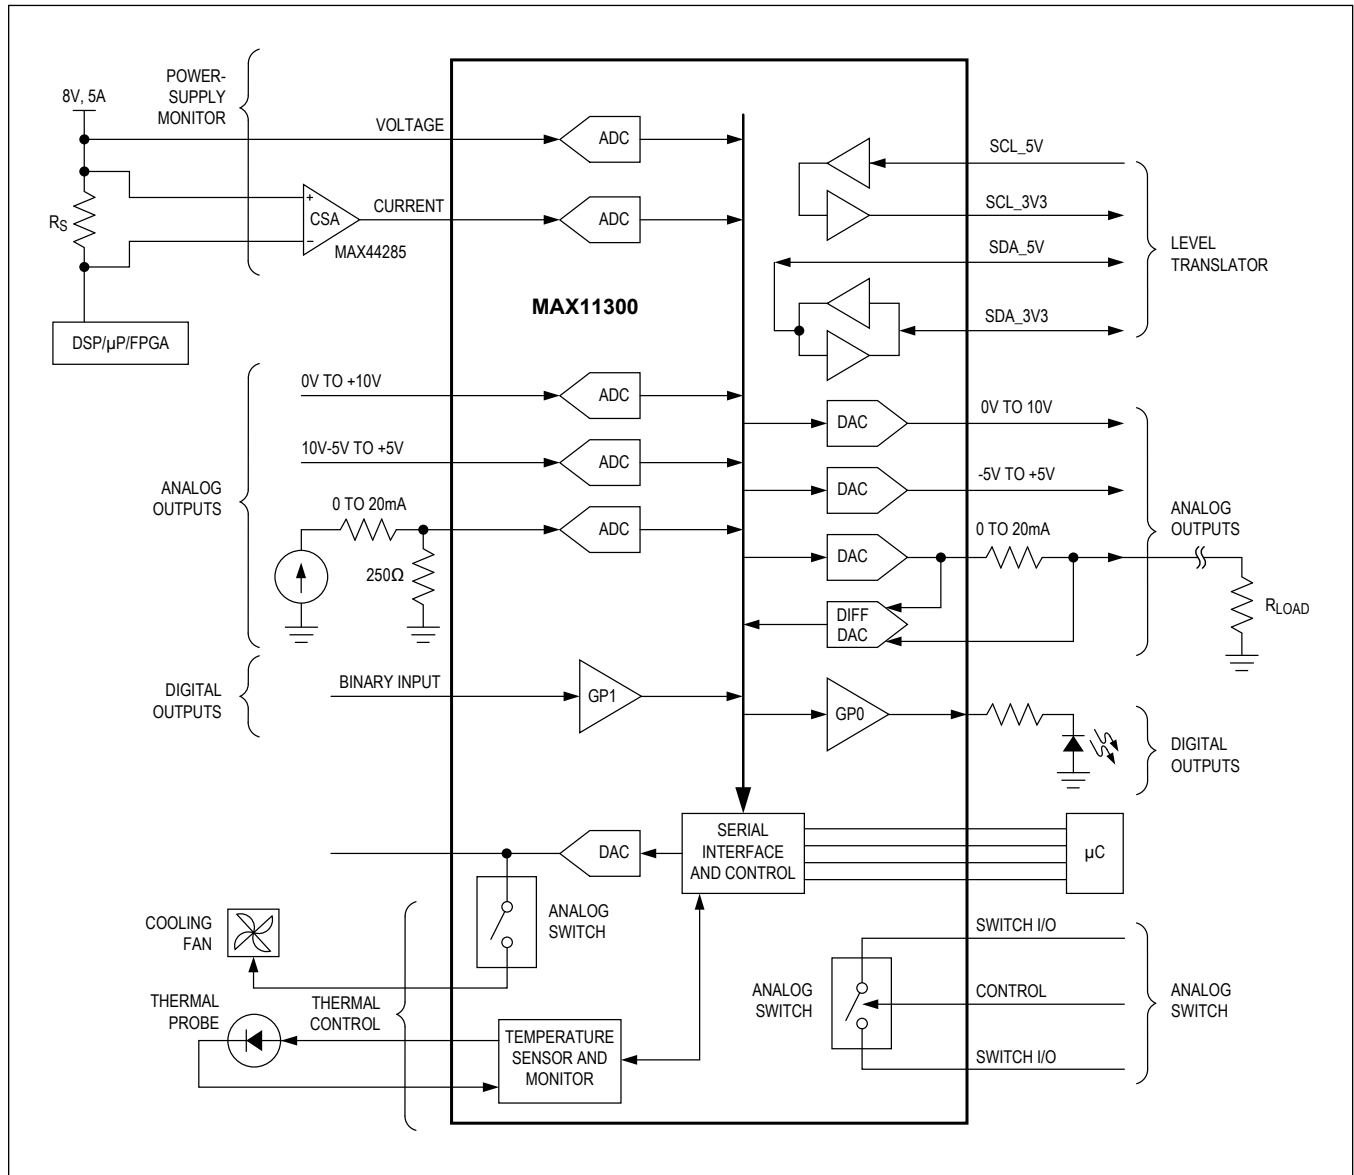 POWER-
SUPPLY
MONITOR
8V, 5A
VOLTAGE
ADC
RS
+
CSA
−
MAX44285
CURRENT
ADC
DSP/µP/FPGA
MAX11300
SCL_5V
SCL_3V3
SDA_5V
SDA_3V3
LEVEL
TRANSLATOR
ANALOG
OUTPUTS
0V TO +10V
ADC
10V-5V TO +5V
ADC
0 TO 20mA
250Ω
ADC
DAC
0V TO 10V
DAC
-5V TO +5V
DAC
0 TO 20mA
DIFF
DAC
ANALOG
OUTPUTS
RLOAD
DIGITAL
OUTPUTS
BINARY INPUT
GP1
GP0
DIGITAL
OUTPUTS
DAC
SERIAL
INTERFACE
AND CONTROL
µC
ANALOG
SWITCH
COOLING
FAN
THERMAL
PROBE
THERMAL
CONTROL
TEMPERATURE
SENSOR AND
MONITOR
ANALOG
SWITCH
SWITCH I/O
CONTROL
SWITCH I/O
ANALOG
SWITCH